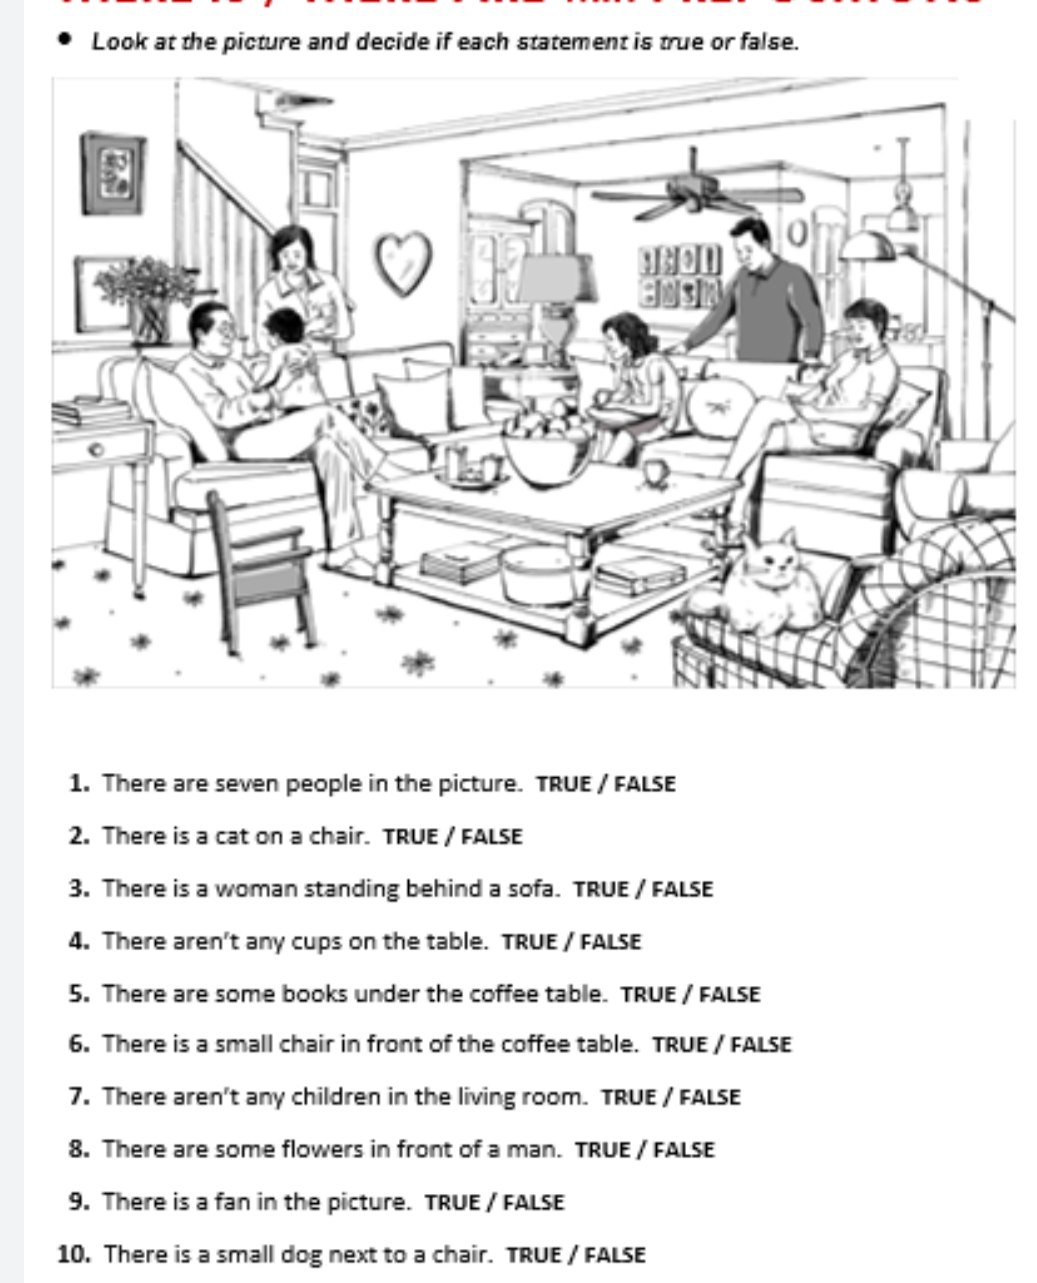 • Look at the picture and decide if each statement is true or false.
1. There are seven people in the picture. TRUE / FALSE
2. There is a cat on a chair. TRUE / FALSE
3. There is a woman standing behind a sofa. TRUE / FALSE
4. There aren't any cups on the table. TRUE / FALSE
5. There are some books under the coffee table. TRUE / FALSE
6. There is a small chair in front of the coffee table. TRUE / FALSE
7. There aren't any children in the living room. TRUE / FALSE
8. There are some flowers in front of a man. TRUE / FALSE
9. There is a fan in the picture. TRUE / FALSE
10. There is a small dog next to a chair. TRUE / FALSE